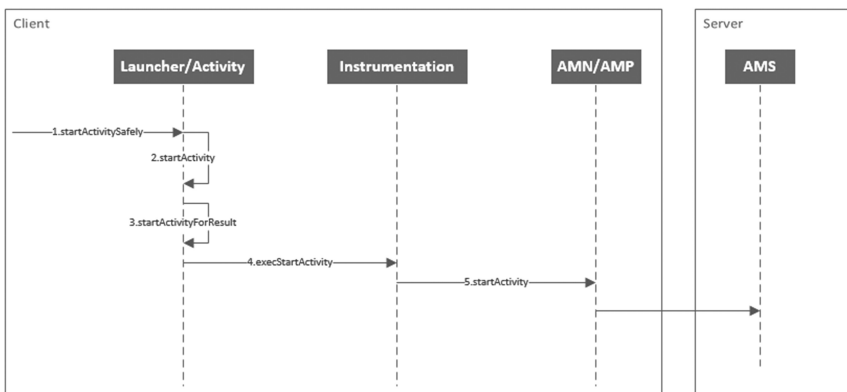 Client
Server
Launcher/Activity
Instrumentation
AMN/AMP
AMS
1.startActivitySafely
2.startActivity
3.startActivityForResult
4.execStartActivity
5.startActivity